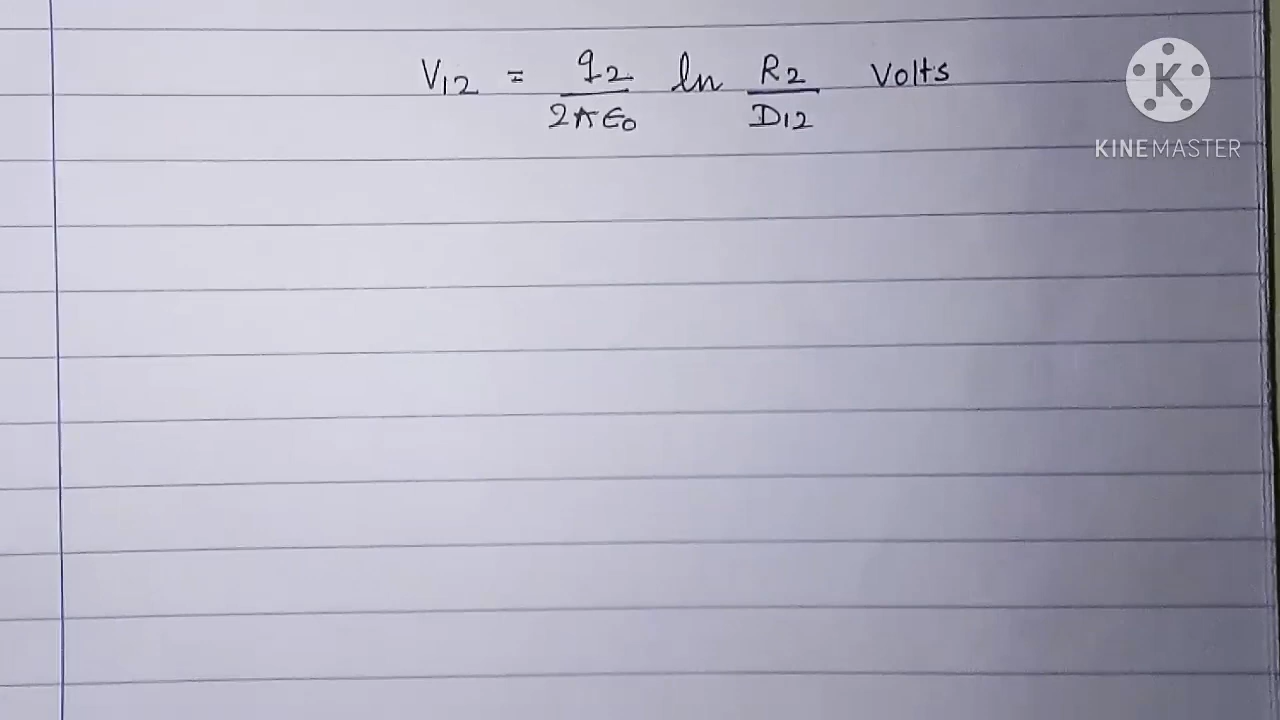 V12 = q2 / 2πϵ0 ln R2 / D12 Volts
K
KINEMASTER